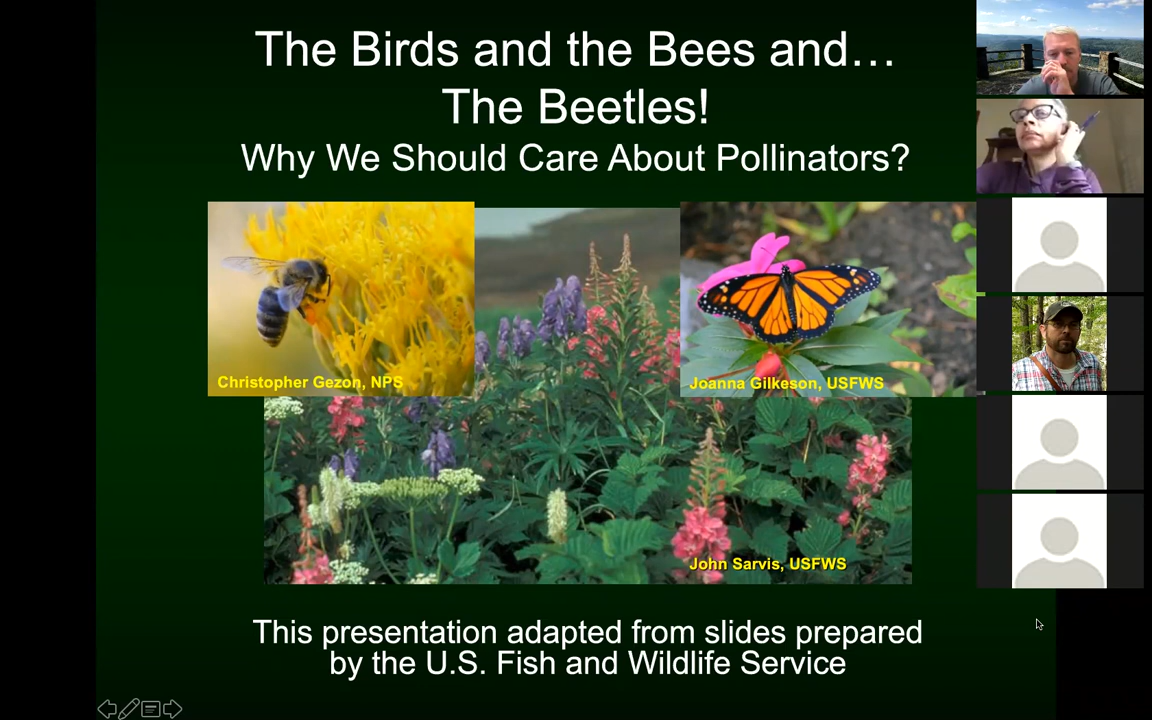 The Birds and the Bees and…
The Beetles!
Why We Should Care About Pollinators?
Christopher Gezon, NPS
Joanna Gilkeson, USFWS
John Sarvis, USFWS
This presentation adapted from slides prepared
by the U.S. Fish and Wildlife Service